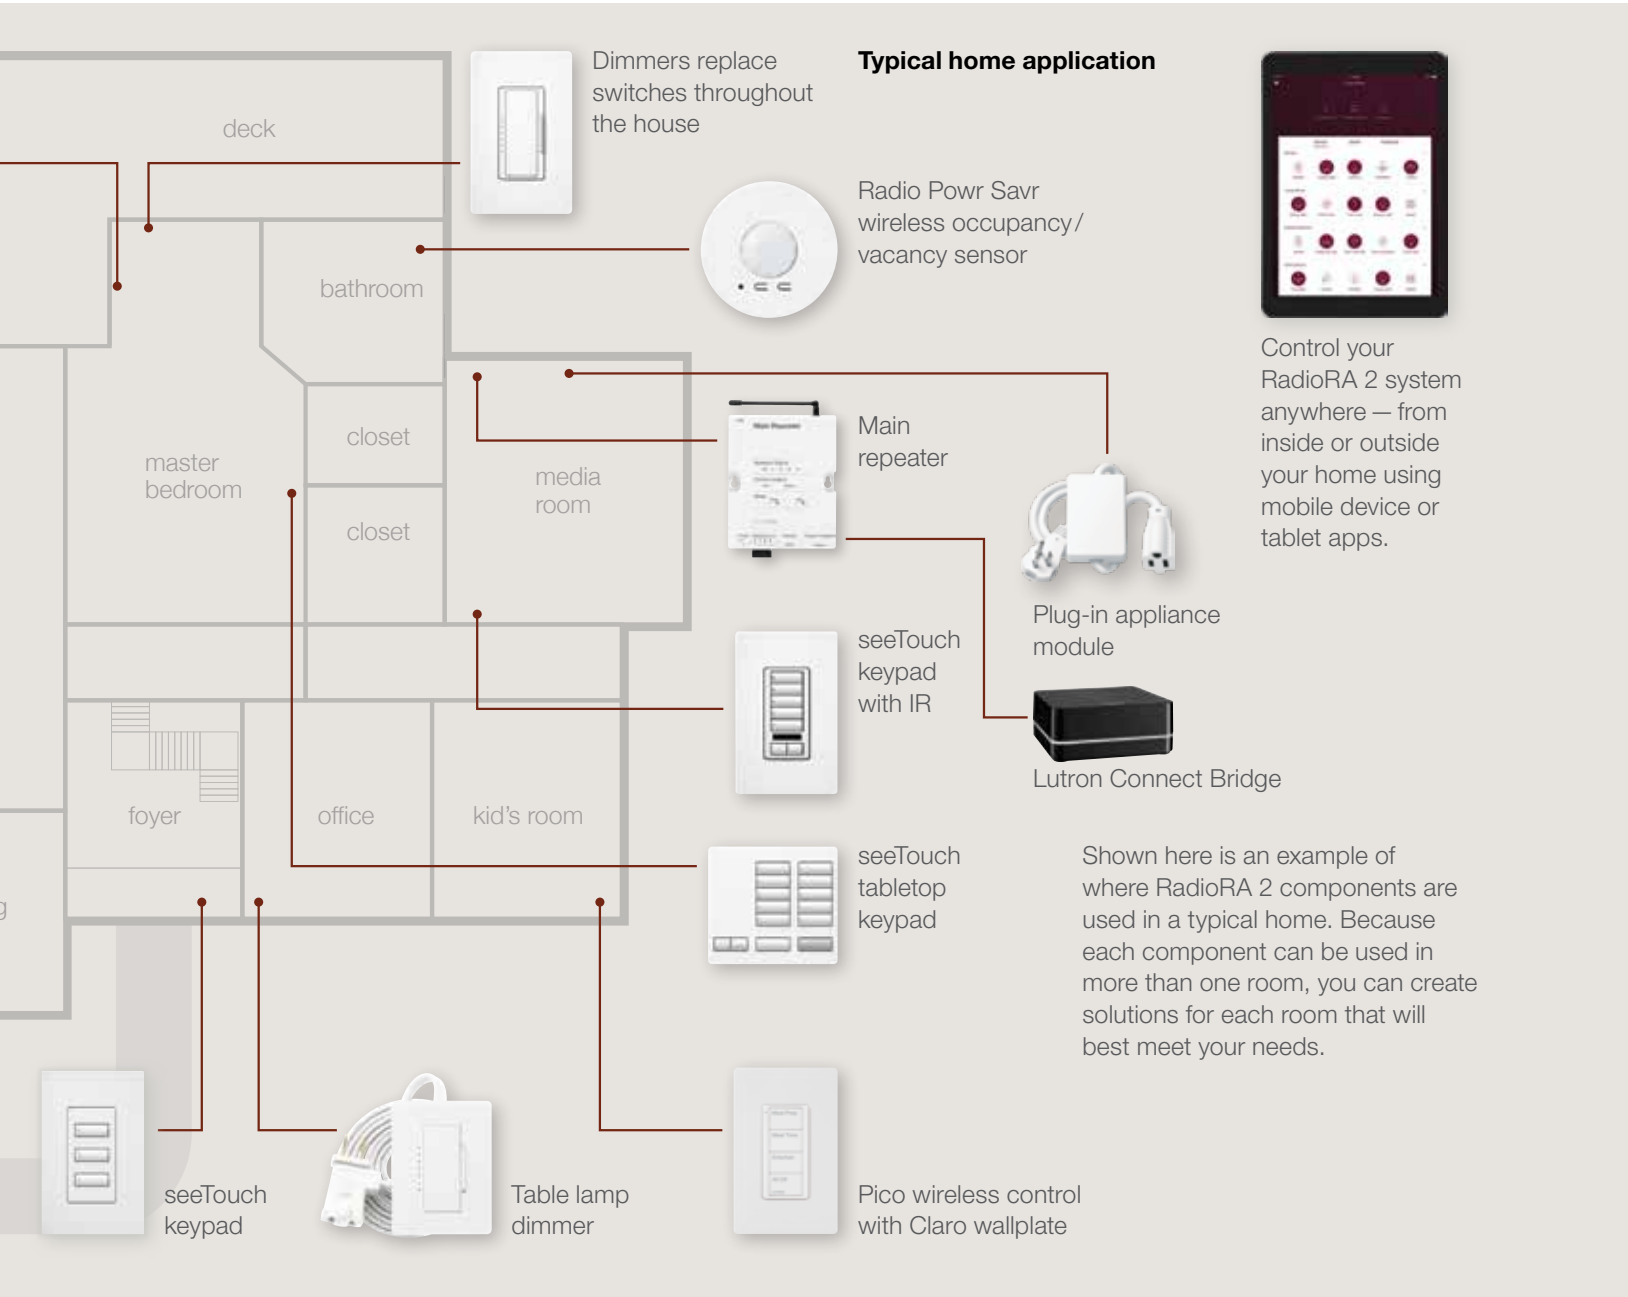 Dimmers replace
switches throughout
the house
Typical home application
deck
Radio Powr Savr
wireless occupancy/
vacancy sensor
bathroom
Control your
RadioRA 2 system
anywhere — from
inside or outside
your home using
mobile device or
tablet apps.
closet
master
bedroom
closet
media
room
Main Repeater
Main
repeater
Plug-in appliance
module
seeTouch
keypad
with IR
Lutron Connect Bridge
foyer
office
kid's room
seeTouch
tabletop
keypad
Shown here is an example of
where RadioRA 2 components are
used in a typical home. Because
each component can be used in
more than one room, you can create
solutions for each room that will
best meet your needs.
g
seeTouch
keypad
Table lamp
dimmer
Pico wireless control
with Claro wallplate